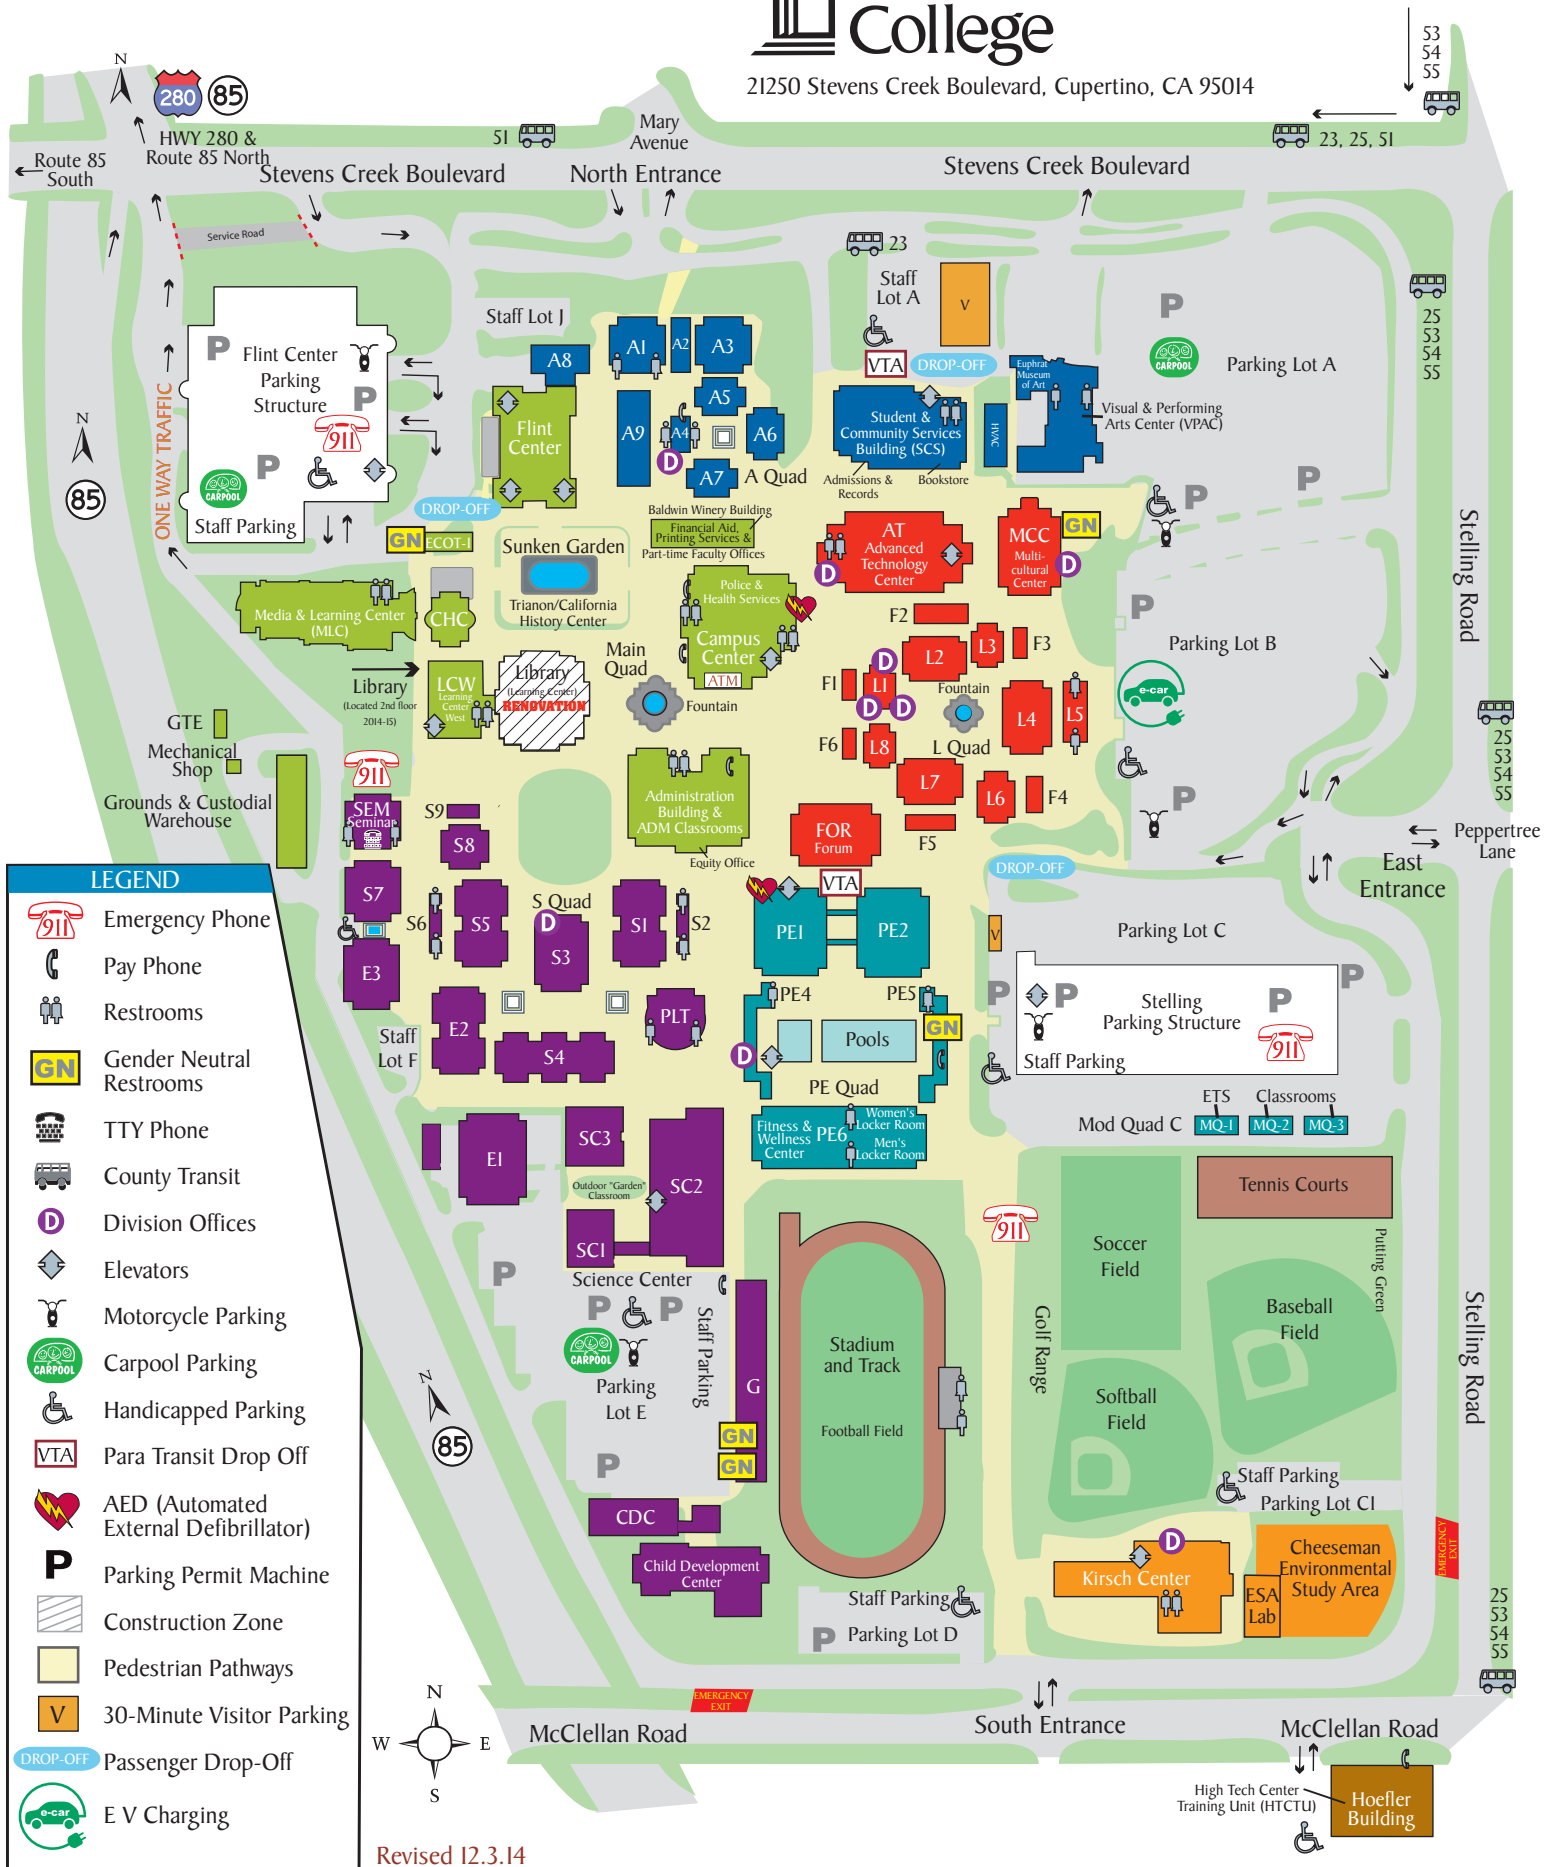 College
21250 Stevens Creek Boulevard, Cupertino, CA 95014
53
54
55
N
280
85
HWY 280 &
Route 85 North
Route 85
South
51
Mary
Avenue
23, 25, 51
Stevens Creek Boulevard
North Entrance
Stevens Creek Boulevard
Service Road
23
Staff
Lot A
V
P
CARPOOL
Parking Lot A
25
53
54
55
Staff Lot J
P
Flint Center
Parking
Structure
P
911
P
CARPOOL
Staff Parking
ONE WAY TRAFFIC
N
85
A1
A2
A3
A8
A5
A9
A4
A6
D
A7
A Quad
Flint
Center
DROP-OFF
VTA
DROP-OFF
Euphrat
Museum
of Art
Student &
Community Services
Building (SCS)
HVAC
Visual & Performing
Arts Center (VPAC)
Admissions &
Records
Bookstore
P
P
GN
ECOT-1
Sunken Garden
Trianon/California
History Center
Baldwin Winery Building
Financial Aid,
Printing Services &
Part-time Faculty Offices
AT
Advanced
Technology
Center
D
MCC
Multi-
cultural
Center
GN
D
Stelling Road
Media & Learning Center
(MLC)
CHC
Police &
Health Services
Campus
Center
ATM
F2
L3
F3
L2
D
P
Parking Lot B
Library
(Located 2nd floor
2014-15)
LCW
Learning
Center
West
Library
(Learning Center)
RENOVATION
Main
Quad
Fountain
F1
L1
D
D
Fountain
L4
L5
e-car
F6
L8
L Quad
L7
L6
F4
F5
P
25
53
54
55
GTE
Mechanical
Shop
Grounds & Custodial
Warehouse
911
SEM
Seminar
S9
S8
Administration
Building &
ADM Classrooms
Equity Office
FOR
Forum
DROP-OFF
Peppertree
Lane
East
Entrance
S7
S6
S5
S Quad
D
S3
S1
S2
VTA
PE1
PE2
V
Parking Lot C
E3
E2
S4
PLT
Staff
Lot F
PE4
PE5
GN
Pools
D
PE Quad
P
P
Stelling
Parking Structure
P
P
911
Staff Parking
ETS
Classrooms
Mod Quad C
MQ-1
MQ-2
MQ-3
E1
SC3
Outdoor "Garden"
Classroom
SC2
SC1
Science Center
Fitness &
Wellness
Center
PE6
Women's
Locker Room
Men's
Locker Room
911
Tennis Courts
Soccer
Field
Putting Green
Baseball
Field
Golf Range
Softball
Field
Stelling Road
P
P
P
CARPOOL
Staff Parking
Parking
Lot E
P
G
GN
GN
Stadium
and Track
Football Field
N
85
CDC
Child Development
Center
Staff Parking
P
Parking Lot D
Staff Parking
Parking Lot C1
D
Kirsch Center
ESA
Lab
Cheeseman
Environmental
Study Area
EMERGENCY
EXIT
25
53
54
55
EMERGENCY
EXIT
McClellan Road
South Entrance
McClellan Road
High Tech Center
Training Unit (HTCTU)
Hoefler
Building
LEGEND
911
Emergency Phone
Pay Phone
Restrooms
GN
Gender Neutral
Restrooms
TTY Phone
County Transit
D
Division Offices
Elevators
Motorcycle Parking
CARPOOL
Carpool Parking
Handicapped Parking
VTA
Para Transit Drop Off
AED (Automated
External Defibrillator)
P
Parking Permit Machine
Construction Zone
Pedestrian Pathways
V
30-Minute Visitor Parking
DROP-OFF
Passenger Drop-Off
e-car
E V Charging
N
W
E
S
Revised 12.3.14